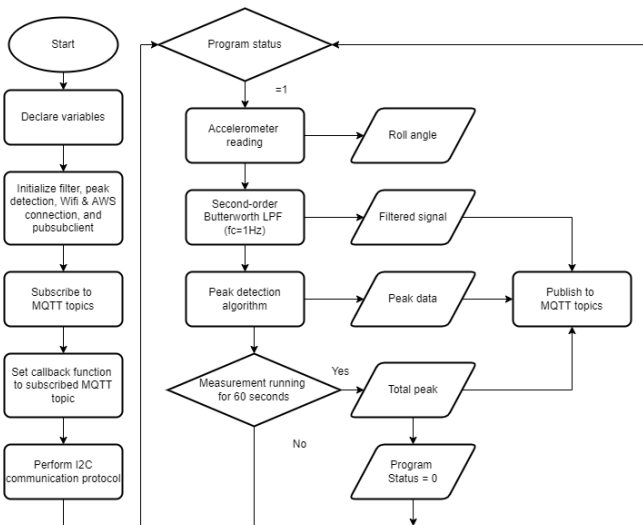 Start
Declare variables
Initialize filter, peak
detection, Wifi & AWS
connection, and
pubsubclient
Subscribe to
MQTT topics
Set callback function
to subscribed MQTT
topic
Perform I2C
communication protocol
Program status
=1
Accelerometer
reading
Roll angle
Second-order
Butterworth LPF
(fc=1Hz)
Filtered signal
Peak detection
algorithm
Peak data
Publish to
MQTT topics
Measurement running
for 60 seconds
Yes
Total peak
No
Program
Status = 0